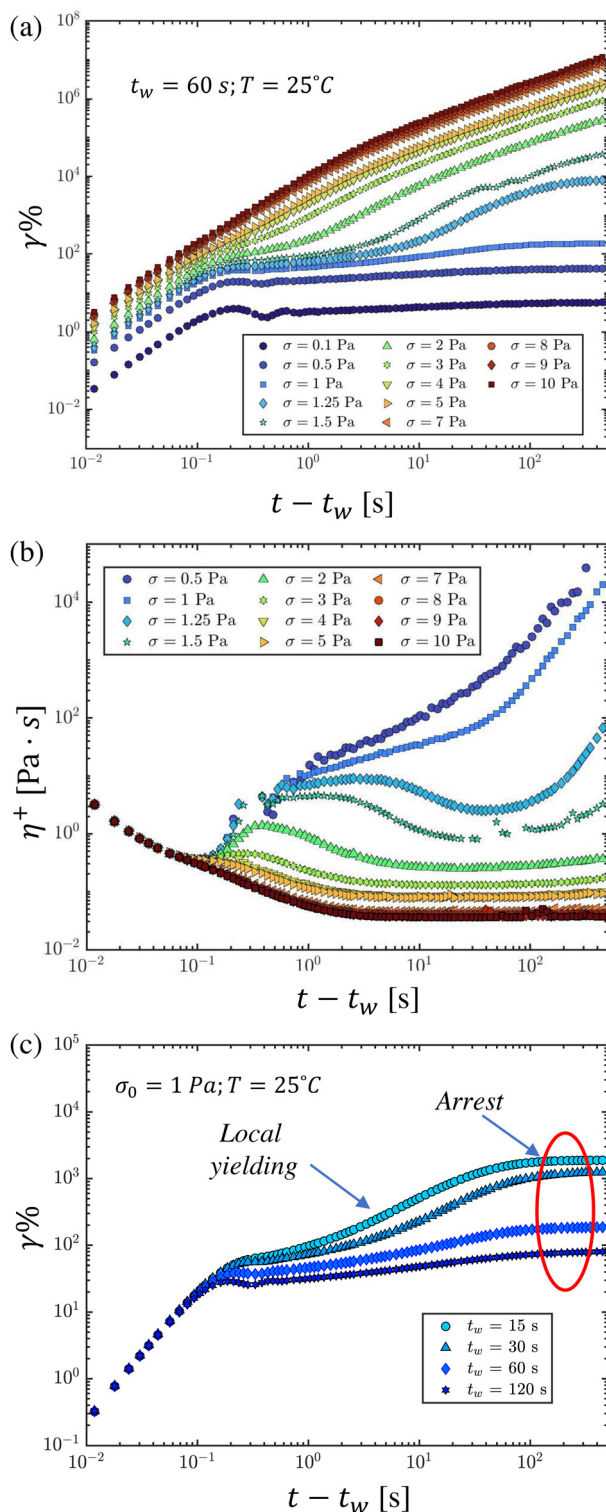 (a)
10^8
t_w = 60 s; T = 25°C
10^6
10^4
γ%
10^2
10^0
10^-2
σ = 0.1 Pa
σ = 0.5 Pa
σ = 1 Pa
σ = 1.25 Pa
σ = 1.5 Pa
σ = 2 Pa
σ = 3 Pa
σ = 4 Pa
σ = 5 Pa
σ = 7 Pa
σ = 8 Pa
σ = 9 Pa
σ = 10 Pa
10^-2 10^-1 10^0 10^1 10^2
t − t_w [s]
(b)
σ = 0.5 Pa
σ = 1 Pa
σ = 1.25 Pa
σ = 1.5 Pa
σ = 2 Pa
σ = 3 Pa
σ = 4 Pa
σ = 5 Pa
σ = 7 Pa
σ = 8 Pa
σ = 9 Pa
σ = 10 Pa
10^4
η^+ [Pa · s]
10^2
10^0
10^-2
10^-2 10^-1 10^0 10^1 10^2
t − t_w [s]
(c)
10^5
σ_0 = 1 Pa; T = 25°C
10^4
Arrest
Local
yielding
10^3
γ%
10^2
10^1
10^0
10^-1
t_w = 15 s
t_w = 30 s
t_w = 60 s
t_w = 120 s
10^-2 10^-1 10^0 10^1 10^2
t − t_w [s]